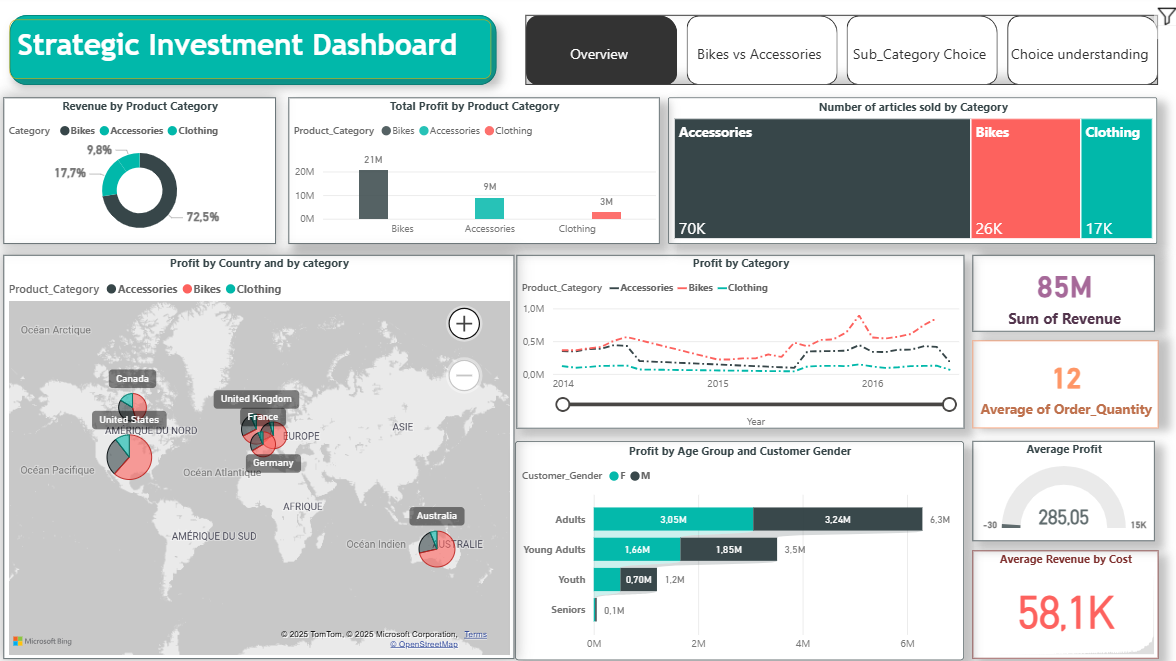 Strategic Investment Dashboard
Overview
Bikes vs Accessories
Sub_Category Choice
Choice understanding
Revenue by Product Category
Category Bikes Accessories Clothing
9,8%
17,7%
72,5%
Total Profit by Product Category
Product_Category Bikes Accessories Clothing
20M
10M
0M
21M
9M
3M
Bikes Accessories Clothing
Number of articles sold by Category
Accessories
70K
Bikes
26K
Clothing
17K
Profit by Country and by category
Product_Category Accessories Bikes Clothing
Océan Arctique
Canada
United States
AMÉRIQUE DU NORD
United Kingdom
France
EUROPE
Germany
ASIE
Océan Pacifique
Océan Atlantique
AFRIQUE
AMÉRIQUE DU SUD
Océan Indien
Australia
USTRALIE
Microsoft Bing
© 2025 TomTom, © 2025 Microsoft Corporation, Terms
© OpenStreetMap
Profit by Category
Product_Category Accessories Bikes Clothing
1,0M
0,5M
0,0M
2014 2015 2016
Year
85M
Sum of Revenue
12
Average of Order_Quantity
Profit by Age Group and Customer Gender
Customer_Gender F M
Adults 3,05M 3,24M 6,3M
Young Adults 1,66M 1,85M 3,5M
Youth 0,70M 1,2M
Seniors 0,1M
0M 2M 4M 6M
Average Profit
-30 285,05 15K
Average Revenue by Cost
58,1K